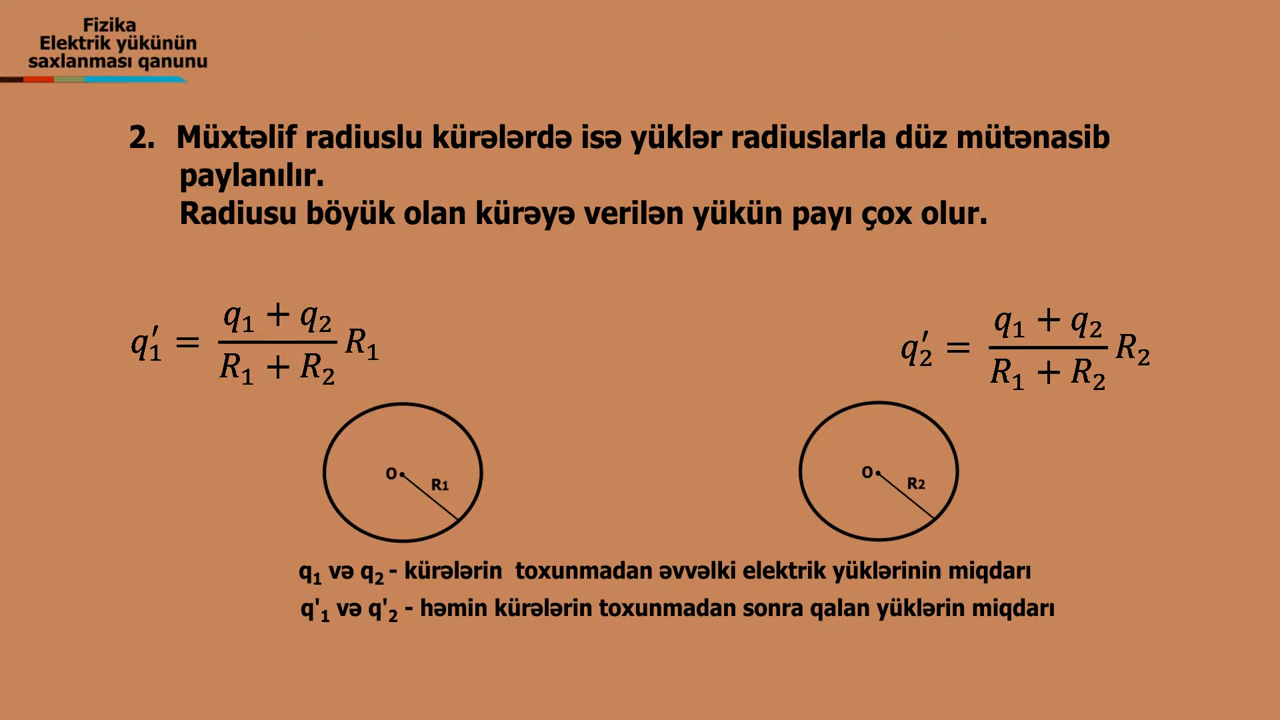 Fizika
Elektrik yükünün
saxlanması qanunu
2. Müxtəlif radiuslu kürələrdə isə yüklər radiuslarla düz mütənasib
paylanılır.
Radiusu böyük olan kürəyə verilən yükün payı çox olur.
q₁′ = (q₁ + q₂)/(R₁ + R₂) R₁
q₂′ = (q₁ + q₂)/(R₁ + R₂) R₂
O R1
O R2
q₁ və q₂ - kürələrin toxunmadan əvvəlki elektrik yüklərinin miqdarı
q'₁ və q'₂ - həmin kürələrin toxunmadan sonra qalan yüklərin miqdarı